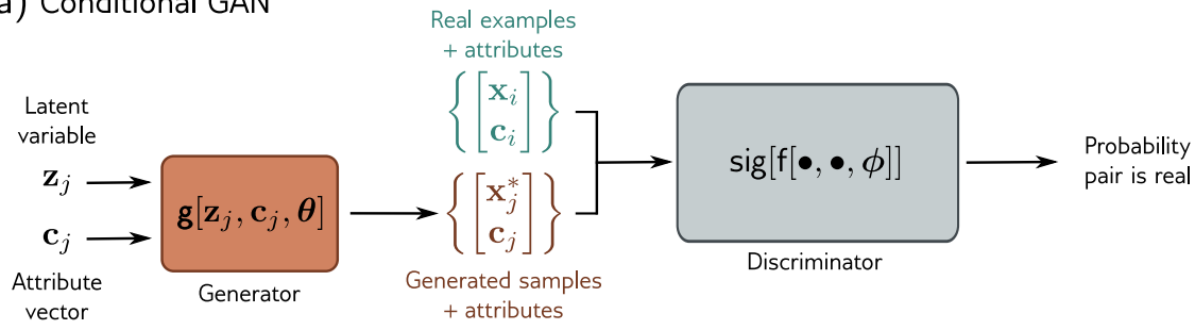 a) Conditional GAN
Real examples
+ attributes
{[x_i
c_i]}
Latent
variable
z_j
c_j
Attribute
vector
g[z_j, c_j, θ]
Generator
{[x_j^*
c_j]}
Generated samples
+ attributes
sig[f[•, •, ϕ]]
Discriminator
Probability
pair is real